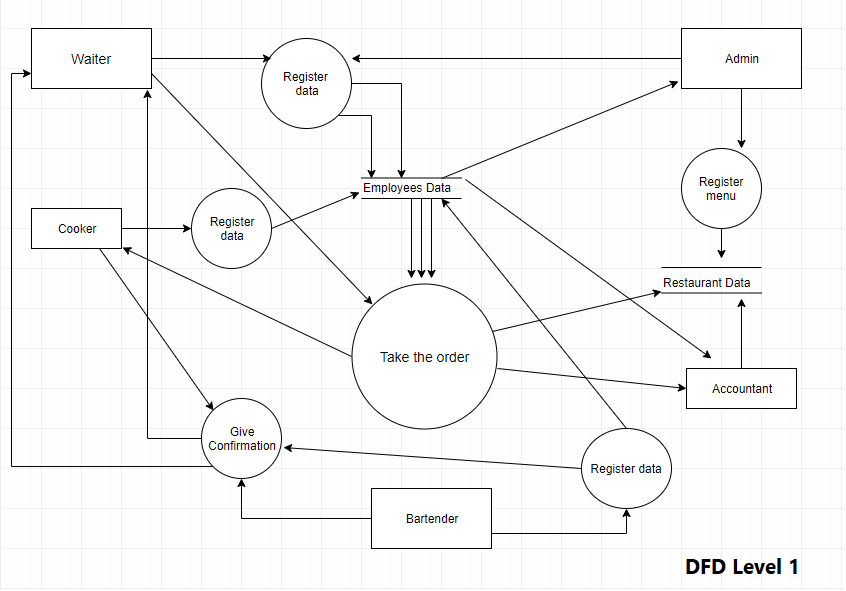 Waiter
Register
data
Admin
Register
menu
Employees Data
Cooker
Register
data
Restaurant Data
Take the order
Accountant
Give
Confirmation
Register data
Bartender
DFD Level 1